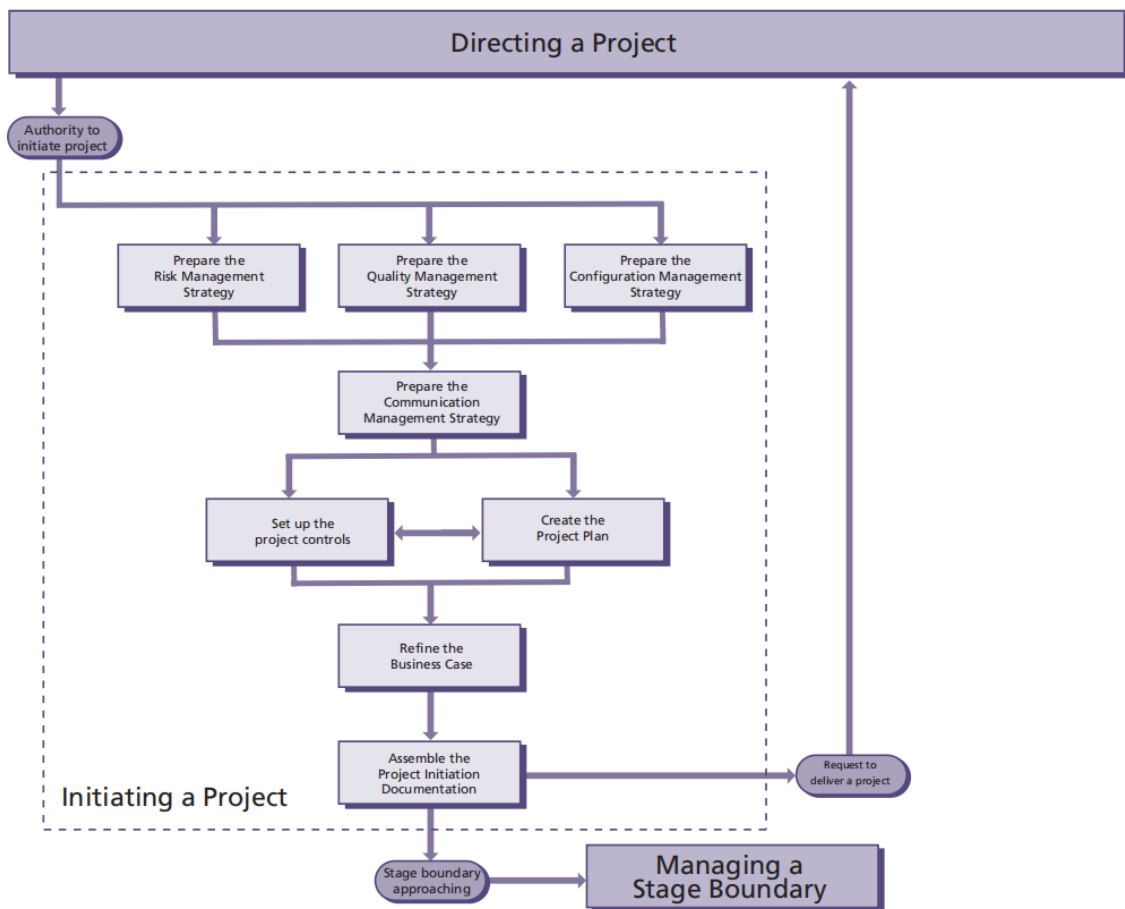 Directing a Project
Authority to
initiate project
Prepare the
Risk Management
Strategy
Prepare the
Quality Management
Strategy
Prepare the
Configuration Management
Strategy
Prepare the
Communication
Management Strategy
Set up the
project controls
Create the
Project Plan
Refine the
Business Case
Assemble the
Project Initiation
Documentation
Request to
deliver a project
Initiating a Project
Stage boundary
approaching
Managing a
Stage Boundary